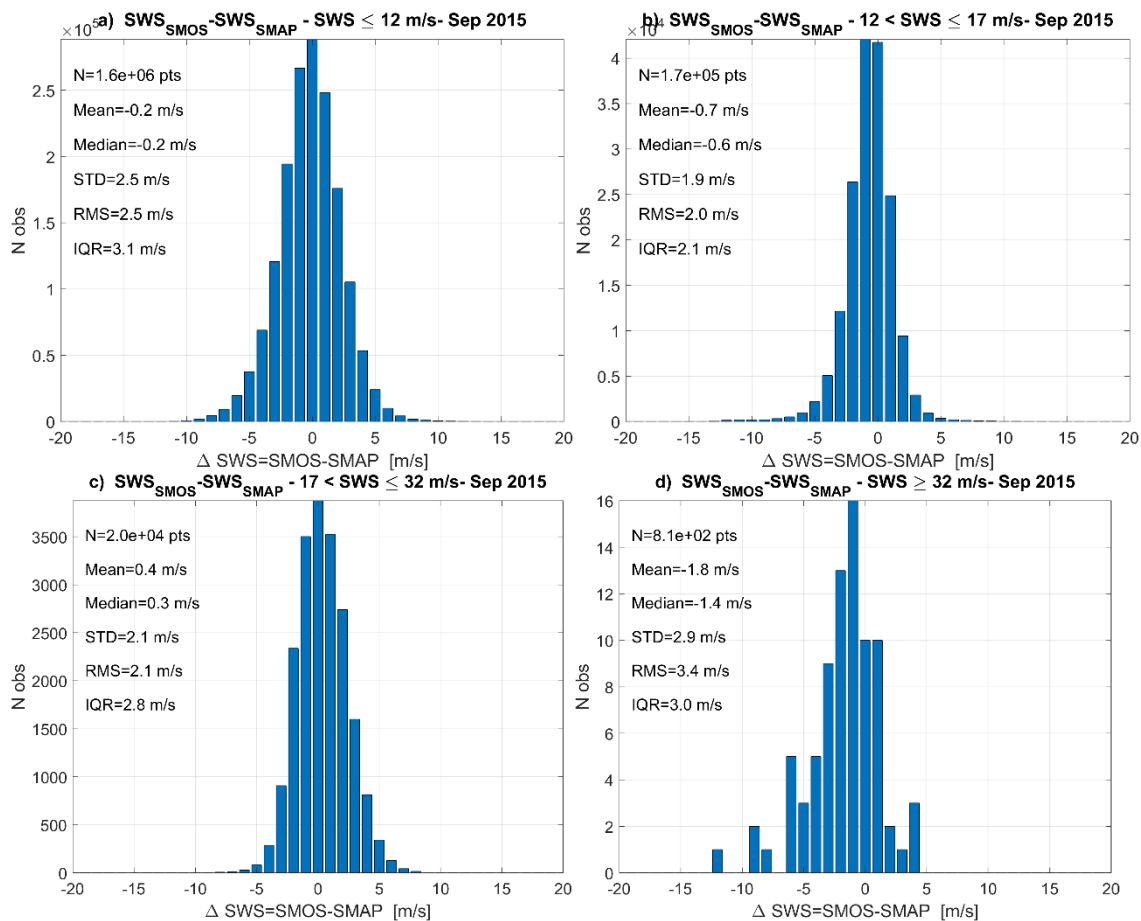 a) SWS_SMOS-SWS_SMAP - SWS ≤ 12 m/s- Sep 2015
×10^5
N=1.6e+06 pts
Mean=-0.2 m/s
Median=-0.2 m/s
STD=2.5 m/s
RMS=2.5 m/s
IQR=3.1 m/s
N obs
2.5
2
1.5
1
0.5
0
-20 -15 -10 -5 0 5 10 15 20
Δ SWS=SMOS-SMAP [m/s]
b) SWS_SMOS-SWS_SMAP - 12 < SWS ≤ 17 m/s- Sep 2015
×10^4
N=1.7e+05 pts
Mean=-0.7 m/s
Median=-0.6 m/s
STD=1.9 m/s
RMS=2.0 m/s
IQR=2.1 m/s
N obs
4
3.5
3
2.5
2
1.5
1
0.5
0
-20 -15 -10 -5 0 5 10 15 20
Δ SWS=SMOS-SMAP [m/s]
c) SWS_SMOS-SWS_SMAP - 17 < SWS ≤ 32 m/s- Sep 2015
N=2.0e+04 pts
Mean=0.4 m/s
Median=0.3 m/s
STD=2.1 m/s
RMS=2.1 m/s
IQR=2.8 m/s
N obs
3500
3000
2500
2000
1500
1000
500
0
-20 -15 -10 -5 0 5 10 15 20
Δ SWS=SMOS-SMAP [m/s]
d) SWS_SMOS-SWS_SMAP - SWS ≥ 32 m/s- Sep 2015
N=8.1e+02 pts
Mean=-1.8 m/s
Median=-1.4 m/s
STD=2.9 m/s
RMS=3.4 m/s
IQR=3.0 m/s
N obs
16
14
12
10
8
6
4
2
0
-20 -15 -10 -5 0 5 10 15 20
Δ SWS=SMOS-SMAP [m/s]